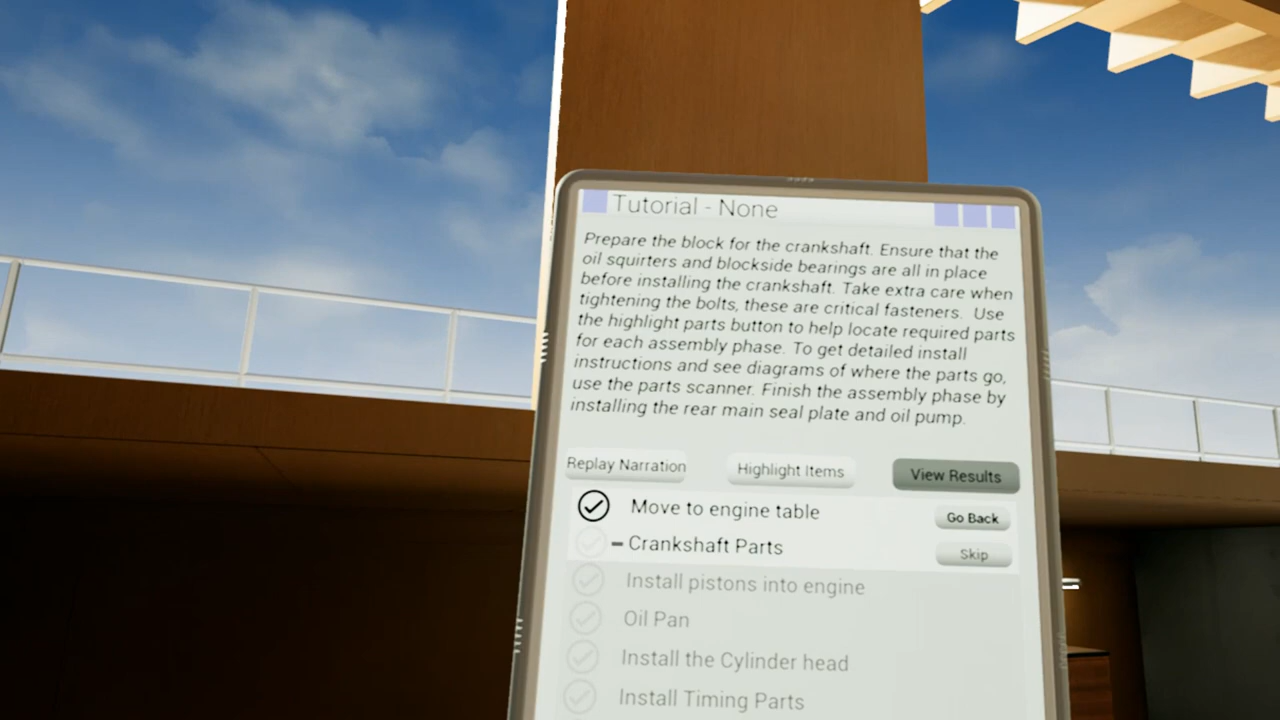 Tutorial - None
Prepare the block for the crankshaft. Ensure that the
oil squirters and blockside bearings are all in place
before installing the crankshaft. Take extra care when
tightening the bolts, these are critical fasteners. Use
the highlight parts button to help locate required parts
for each assembly phase. To get detailed install
instructions and see diagrams of where the parts go,
use the parts scanner. Finish the assembly phase by
installing the rear main seal plate and oil pump.
Replay Narration Highlight Items View Results
Move to engine table Go Back
- Crankshaft Parts Skip
Install pistons into engine
Oil Pan
Install the Cylinder head
Install Timing Parts